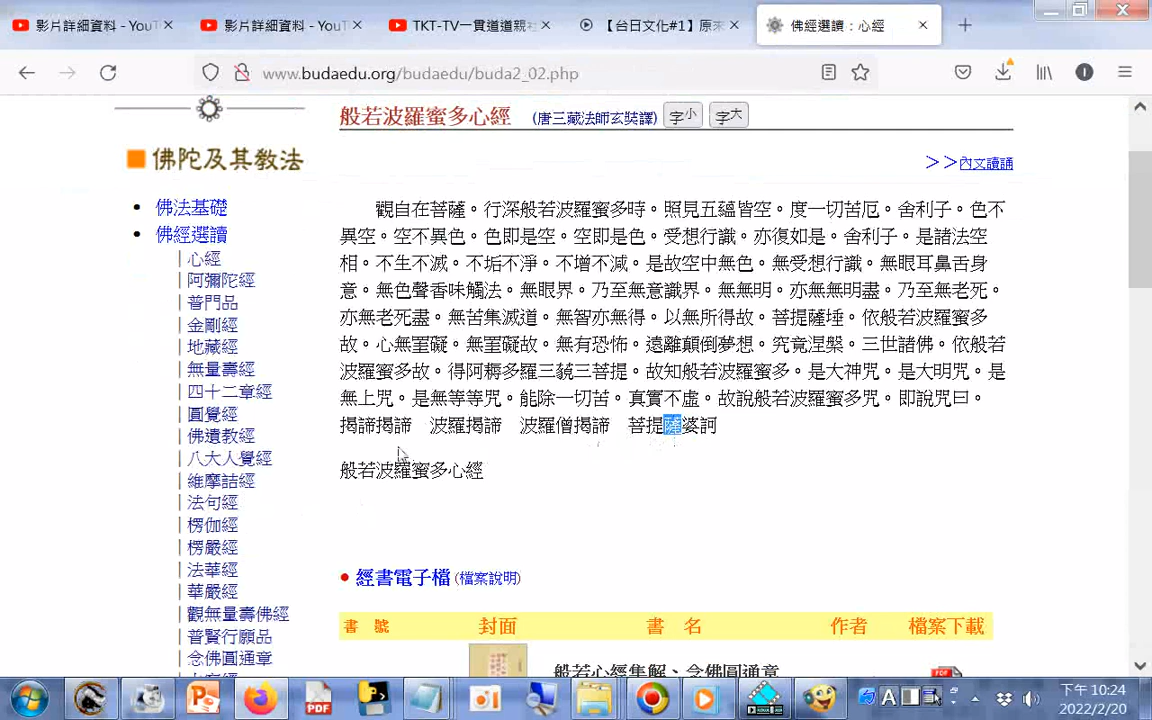 影片詳細資料 - YouT
影片詳細資料 - YouT
TKT-TV一貫道道親
【台日文化#1】原來
佛經選讀：心經
www.budaedu.org/budaedu/buda2_02.php
般若波羅蜜多心經 (唐三藏法師玄奘譯) 字小 字大
佛陀及其教法
>>內文讀誦
佛法基礎
佛經選讀
心經
阿彌陀經
普門品
金剛經
地藏經
無量壽經
四十二章經
圓覺經
佛遺教經
八大人覺經
維摩詰經
法句經
楞伽經
楞嚴經
法華經
華嚴經
觀無量壽佛經
普賢行願品
念佛圓通章
觀自在菩薩。行深般若波羅蜜多時。照見五蘊皆空。度一切苦厄。舍利子。色不
異空。空不異色。色即是空。空即是色。受想行識。亦復如是。舍利子。是諸法空
相。不生不滅。不垢不淨。不增不減。是故空中無色。無受想行識。無眼耳鼻舌身
意。無色聲香味觸法。無眼界。乃至無意識界。無無明。亦無無明盡。乃至無老死。
亦無老死盡。無苦集滅道。無智亦無得。以無所得故。菩提薩埵。依般若波羅蜜多
故。心無罣礙。無罣礙故。無有恐怖。遠離顛倒夢想。究竟涅槃。三世諸佛。依般若
波羅蜜多故。得阿耨多羅三藐三菩提。故知般若波羅蜜多。是大神咒。是大明咒。是
無上咒。是無等等咒。能除一切苦。真實不虛。故說般若波羅蜜多咒。即說咒曰。
揭諦揭諦 波羅揭諦 波羅僧揭諦 菩提薩婆訶
般若波羅蜜多心經
經書電子檔 (檔案說明)
書 號 封面 書 名 作者 檔案下載
般若心經集解、念佛圓通章
PDF
A
下午 10:24
2022/2/20